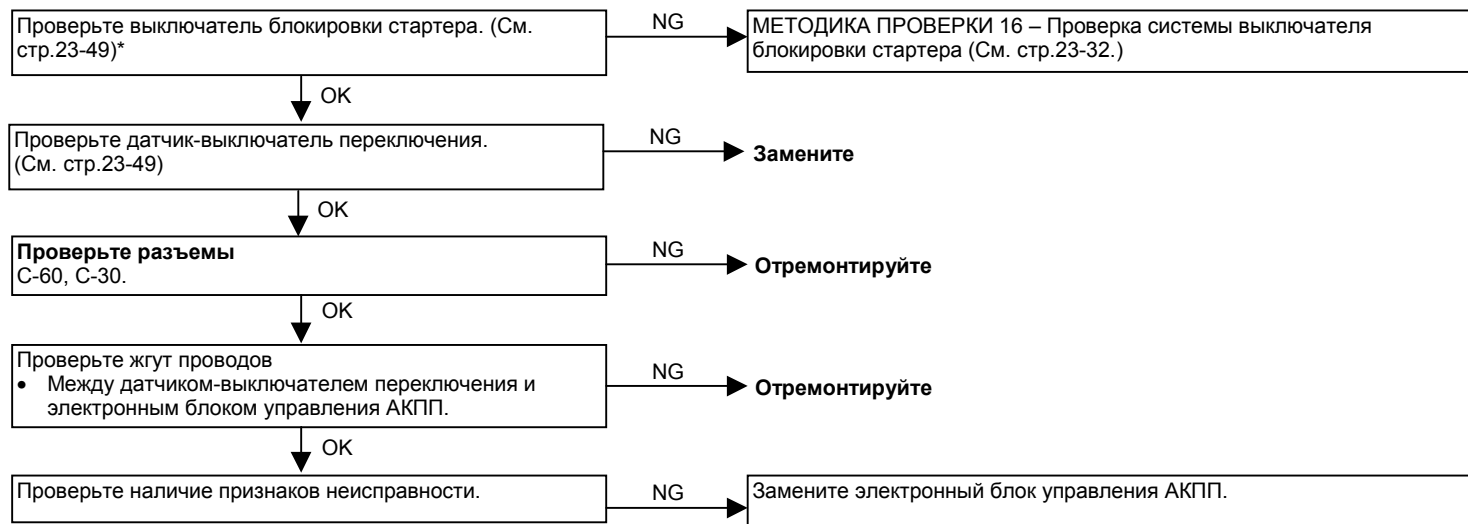 Проверьте выключатель блокировки стартера. (См.
стр.23-49)*
NG
МЕТОДИКА ПРОВЕРКИ 16 – Проверка системы выключателя
блокировки стартера (См. стр.23-32.)
OK
Проверьте датчик-выключатель переключения.
(См. стр.23-49)
NG
Замените
OK
Проверьте разъемы
C-60, C-30.
NG
Отремонтируйте
OK
Проверьте жгут проводов
• Между датчиком-выключателем переключения и
электронным блоком управления АКПП.
NG
Отремонтируйте
OK
Проверьте наличие признаков неисправности.
NG
Замените электронный блок управления АКПП.